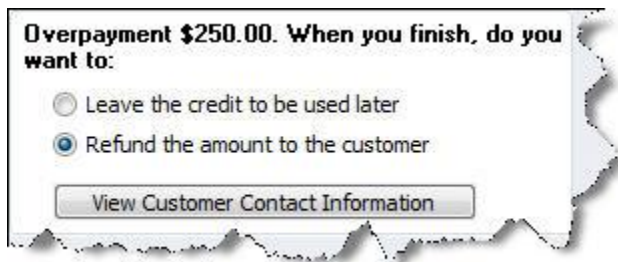 Overpayment $250.00. When you finish, do you
want to:
Leave the credit to be used later
Refund the amount to the customer
View Customer Contact Information